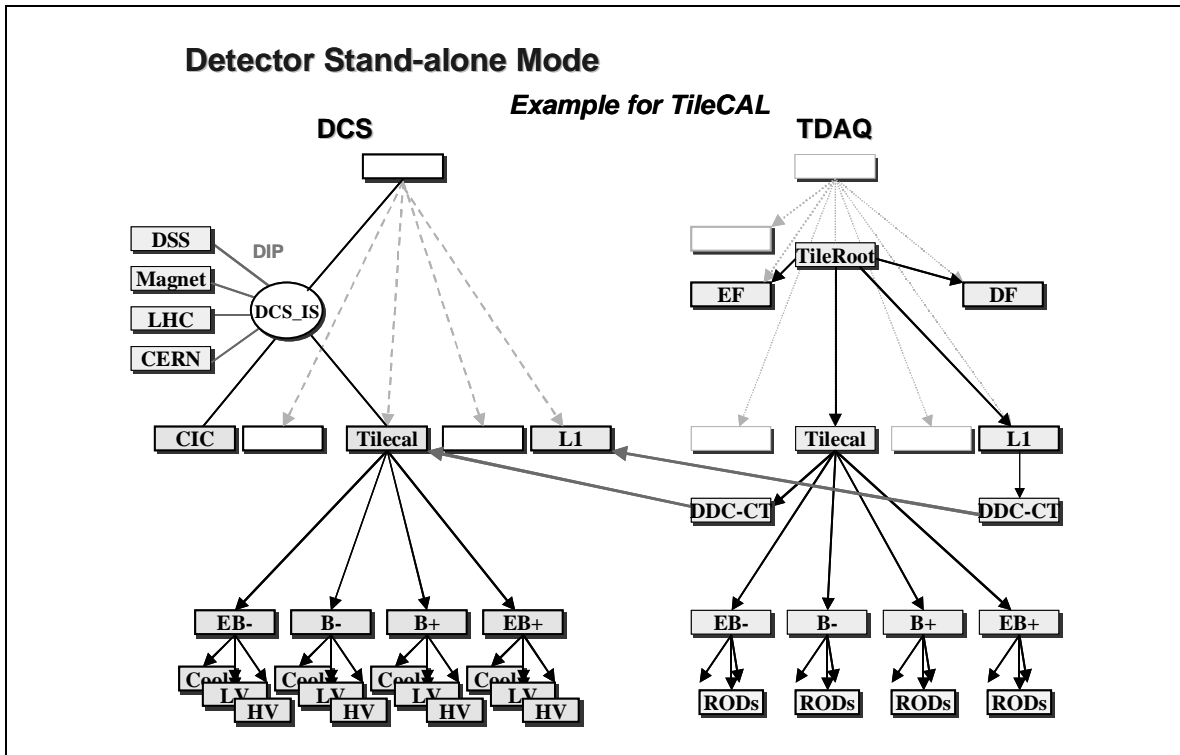 Detector Stand-alone Mode
Example for TileCAL
DCS
TDAQ
DSS
DIP
Magnet
LHC
CERN
DCS_IS
TileRoot
EF
DF
CIC
Tilecal
L1
Tilecal
L1
DDC-CT
DDC-CT
EB-
B-
B+
EB+
EB-
B-
B+
EB+
Cool
LV
HV
Cool
LV
HV
Cool
LV
HV
Cool
LV
HV
RODs
RODs
RODs
RODs